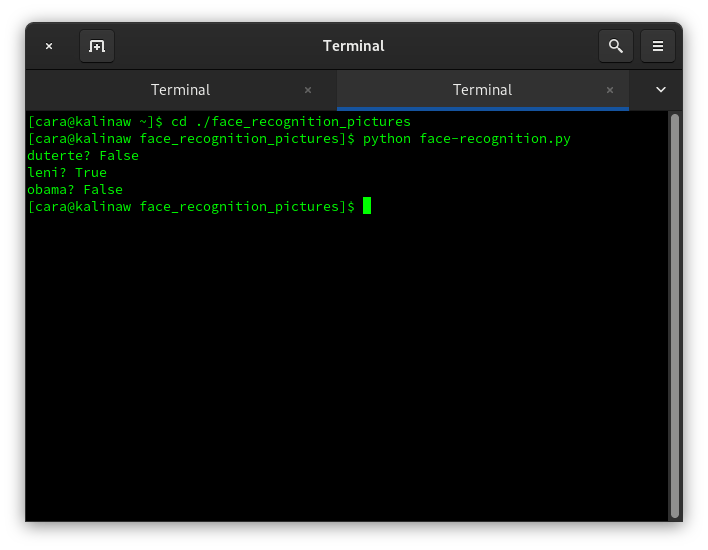 Terminal
Terminal
Terminal
[cara@kalinaw ~]$ cd ./face_recognition_pictures
[cara@kalinaw face_recognition_pictures]$ python face-recognition.py
duterte? False
leni? True
obama? False
[cara@kalinaw face_recognition_pictures]$